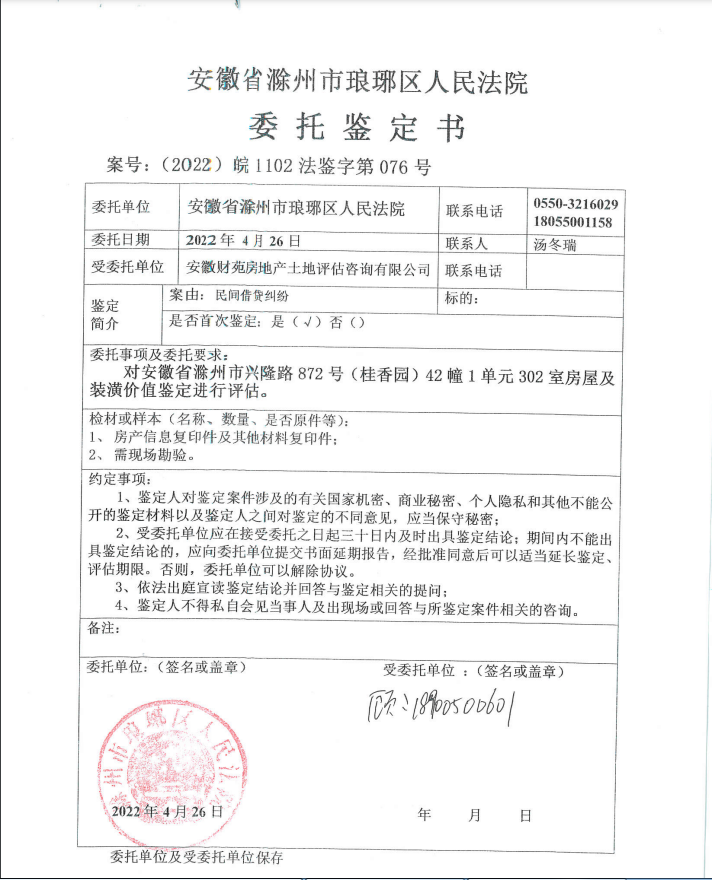 安徽省滁州市琅琊区人民法院
委托鉴定书
案号：（2022）皖1102法鉴字第076号
委托单位 安徽省滁州市琅琊区人民法院 联系电话 0550-3216029
18055001158
委托日期 2022年4月26日 联系人 汤冬瑞
受委托单位 安徽财苑房地产土地评估咨询有限公司 联系电话
鉴定
简介
案由：民间借贷纠纷 标的：
是否首次鉴定：是（√）否（）
委托事项及委托要求：
对安徽省滁州市兴隆路872号（桂香园）42幢1单元302室房屋及
装潢价值鉴定进行评估。
检材或样本（名称、数量、是否原件等）：
1、房产信息复印件及其他材料复印件；
2、需现场勘验。
约定事项：
1、鉴定人对鉴定案件涉及的有关国家机密、商业秘密、个人隐私和其他不能公
开的鉴定材料以及鉴定人之间对鉴定的不同意见，应当保守秘密；
2、受委托单位应在接受委托之日起三十日内及时出具鉴定结论；期间内不能出
具鉴定结论的，应向委托单位提交书面延期报告，经批准同意后可以适当延长鉴定、
评估期限。否则，委托单位可以解除协议。
3、依法出庭宣读鉴定结论并回答与鉴定相关的提问；
4、鉴定人不得私自会见当事人及出现场或回答与所鉴定案件相关的咨询。
备注：
委托单位：（签名或盖章） 受委托单位：（签名或盖章）
滁州市琅琊区人民法院
2022年4月26日 年 月 日
委托单位及受委托单位保存